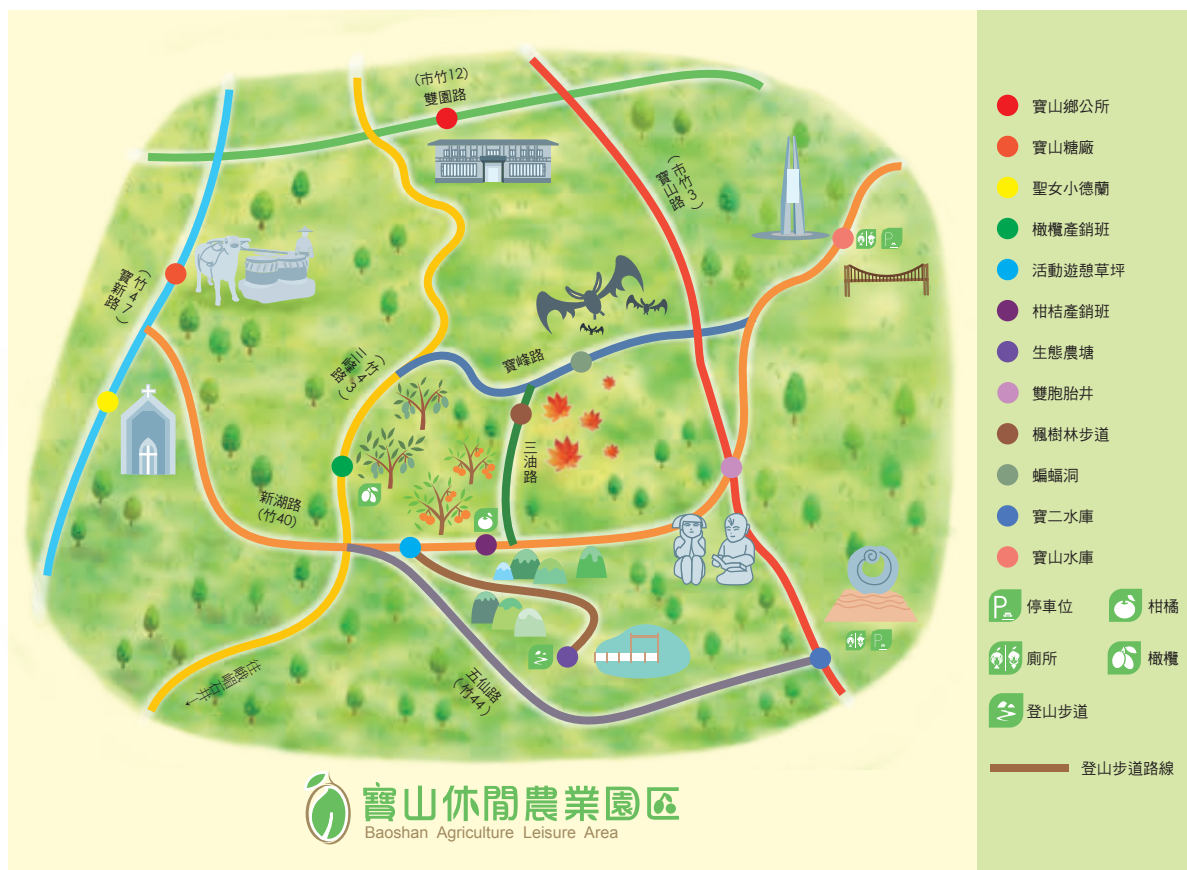 (市竹12)
雙園路
(市竹3)
寶山路
(竹47)
寶新路
(竹43)
三峰路
寶峰路
三油路
新湖路
(竹40)
五仙路
(竹44)
往峨嵋石井
P
P
寶山休閒農業園區
Baoshan Agriculture Leisure Area
寶山鄉公所
寶山糖廠
聖女小德蘭
橄欖產銷班
活動遊憩草坪
柑桔產銷班
生態農塘
雙胞胎井
楓樹林步道
蝙蝠洞
寶二水庫
寶山水庫
P 停車位
柑橘
廁所
橄欖
登山步道
登山步道路線